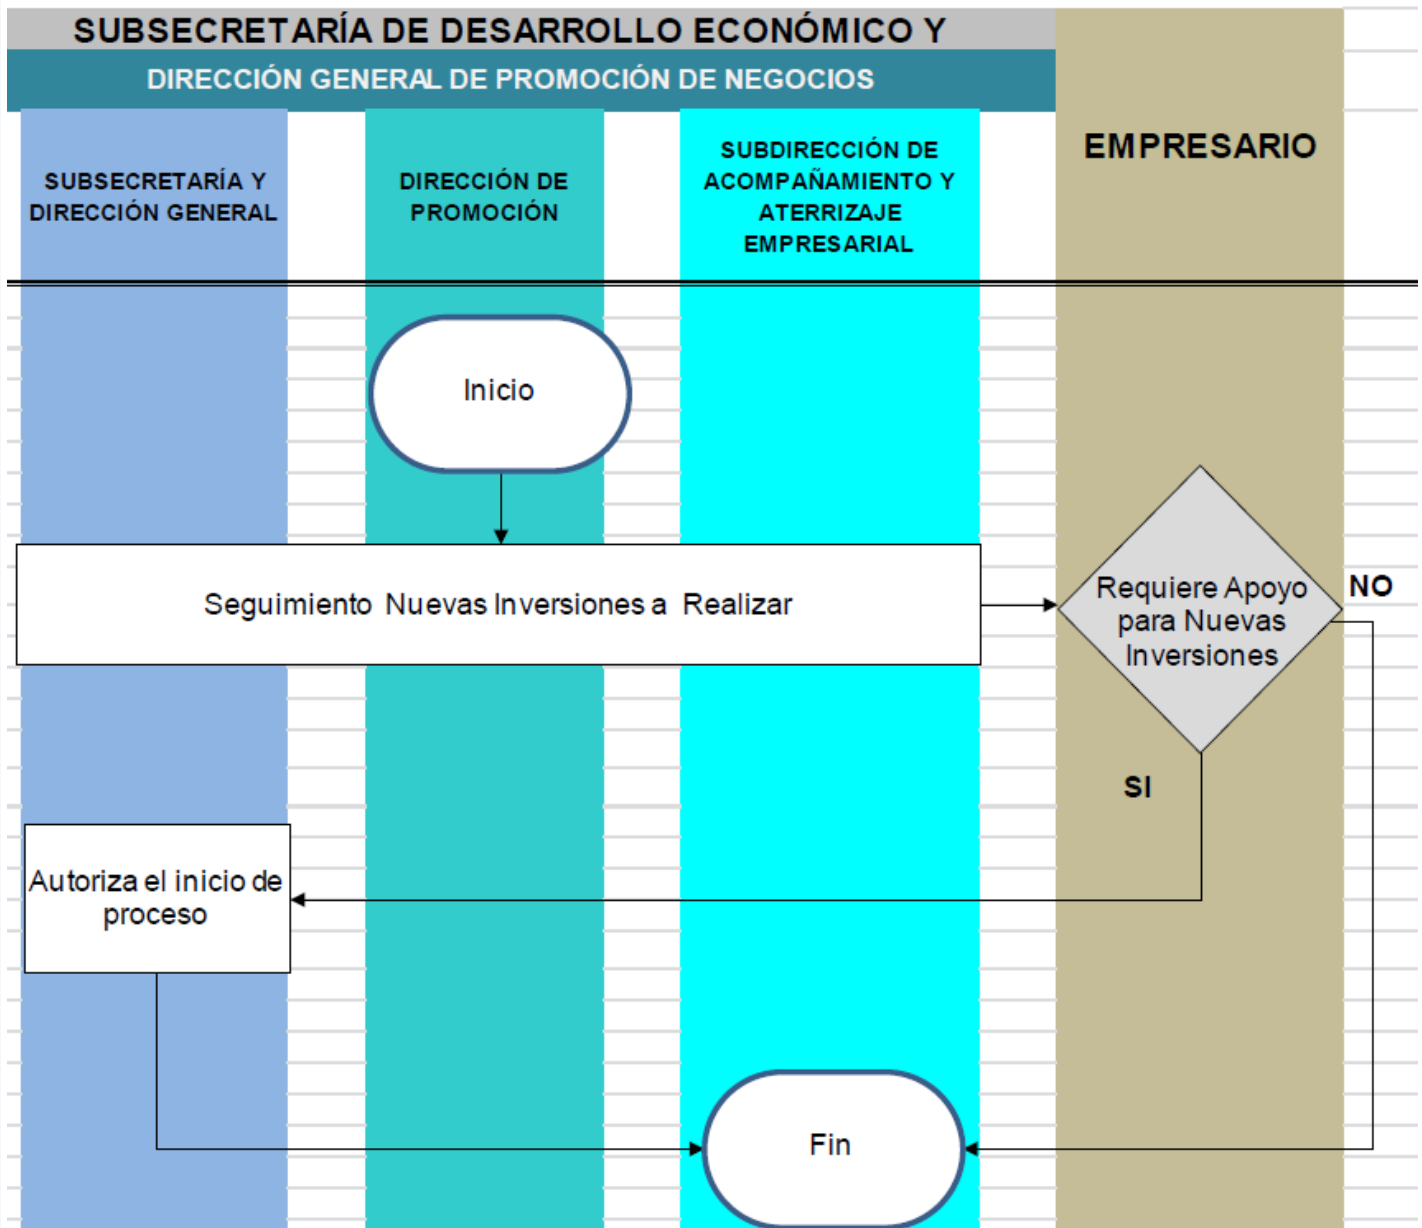 SUBSECRETARÍA DE DESARROLLO ECONÓMICO Y
DIRECCIÓN GENERAL DE PROMOCIÓN DE NEGOCIOS
SUBSECRETARÍA Y
DIRECCIÓN GENERAL
DIRECCIÓN DE
PROMOCIÓN
SUBDIRECCIÓN DE
ACOMPAÑAMIENTO Y
ATERRIZAJE
EMPRESARIAL
EMPRESARIO
Inicio
Seguimiento Nuevas Inversiones a Realizar
Requiere Apoyo
para Nuevas
Inversiones
NO
SI
Autoriza el inicio de
proceso
Fin